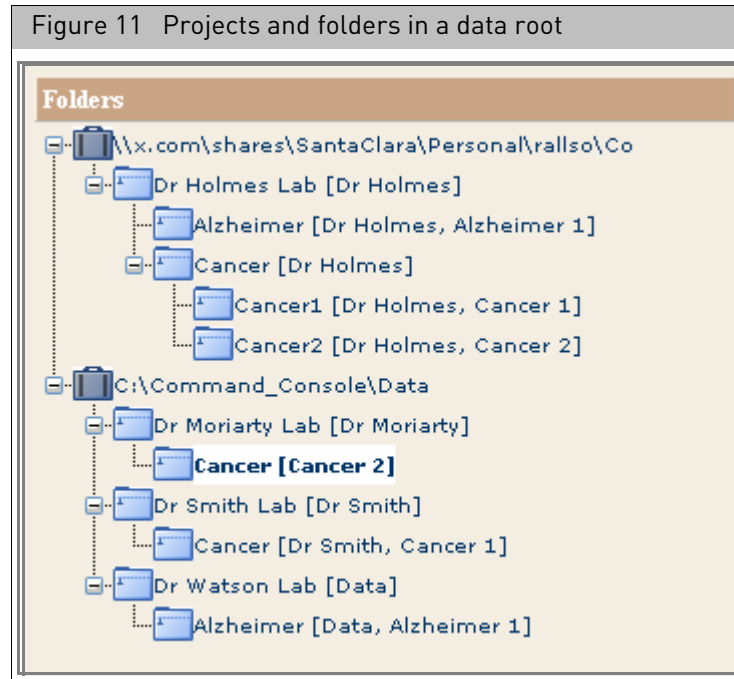 Figure 11 Projects and folders in a data root
Folders
\\x.com\shares\SantaClara\Personal\rallso\Co
Dr Holmes Lab [Dr Holmes]
Alzheimer [Dr Holmes, Alzheimer 1]
Cancer [Dr Holmes]
Cancer1 [Dr Holmes, Cancer 1]
Cancer2 [Dr Holmes, Cancer 2]
C:\Command_Console\Data
Dr Moriarty Lab [Dr Moriarty]
Cancer [Cancer 2]
Dr Smith Lab [Dr Smith]
Cancer [Dr Smith, Cancer 1]
Dr Watson Lab [Data]
Alzheimer [Data, Alzheimer 1]